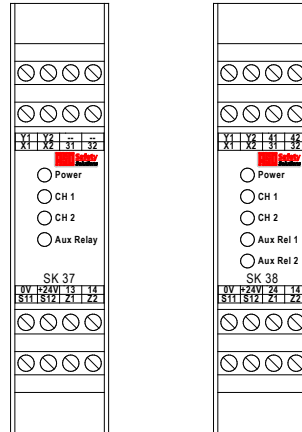 Y1 Y2 -- --
X1 X2 31 32
Safety
Power
CH 1
CH 2
Aux Relay
SK 37
0V +24V 13 14
S11 S12 Z1 Z2
Y1 Y2 41 42
X1 X2 31 32
Safety
Power
CH 1
CH 2
Aux Rel 1
Aux Rel 2
SK 38
0V +24V 24 14
S11 S12 Z1 Z2